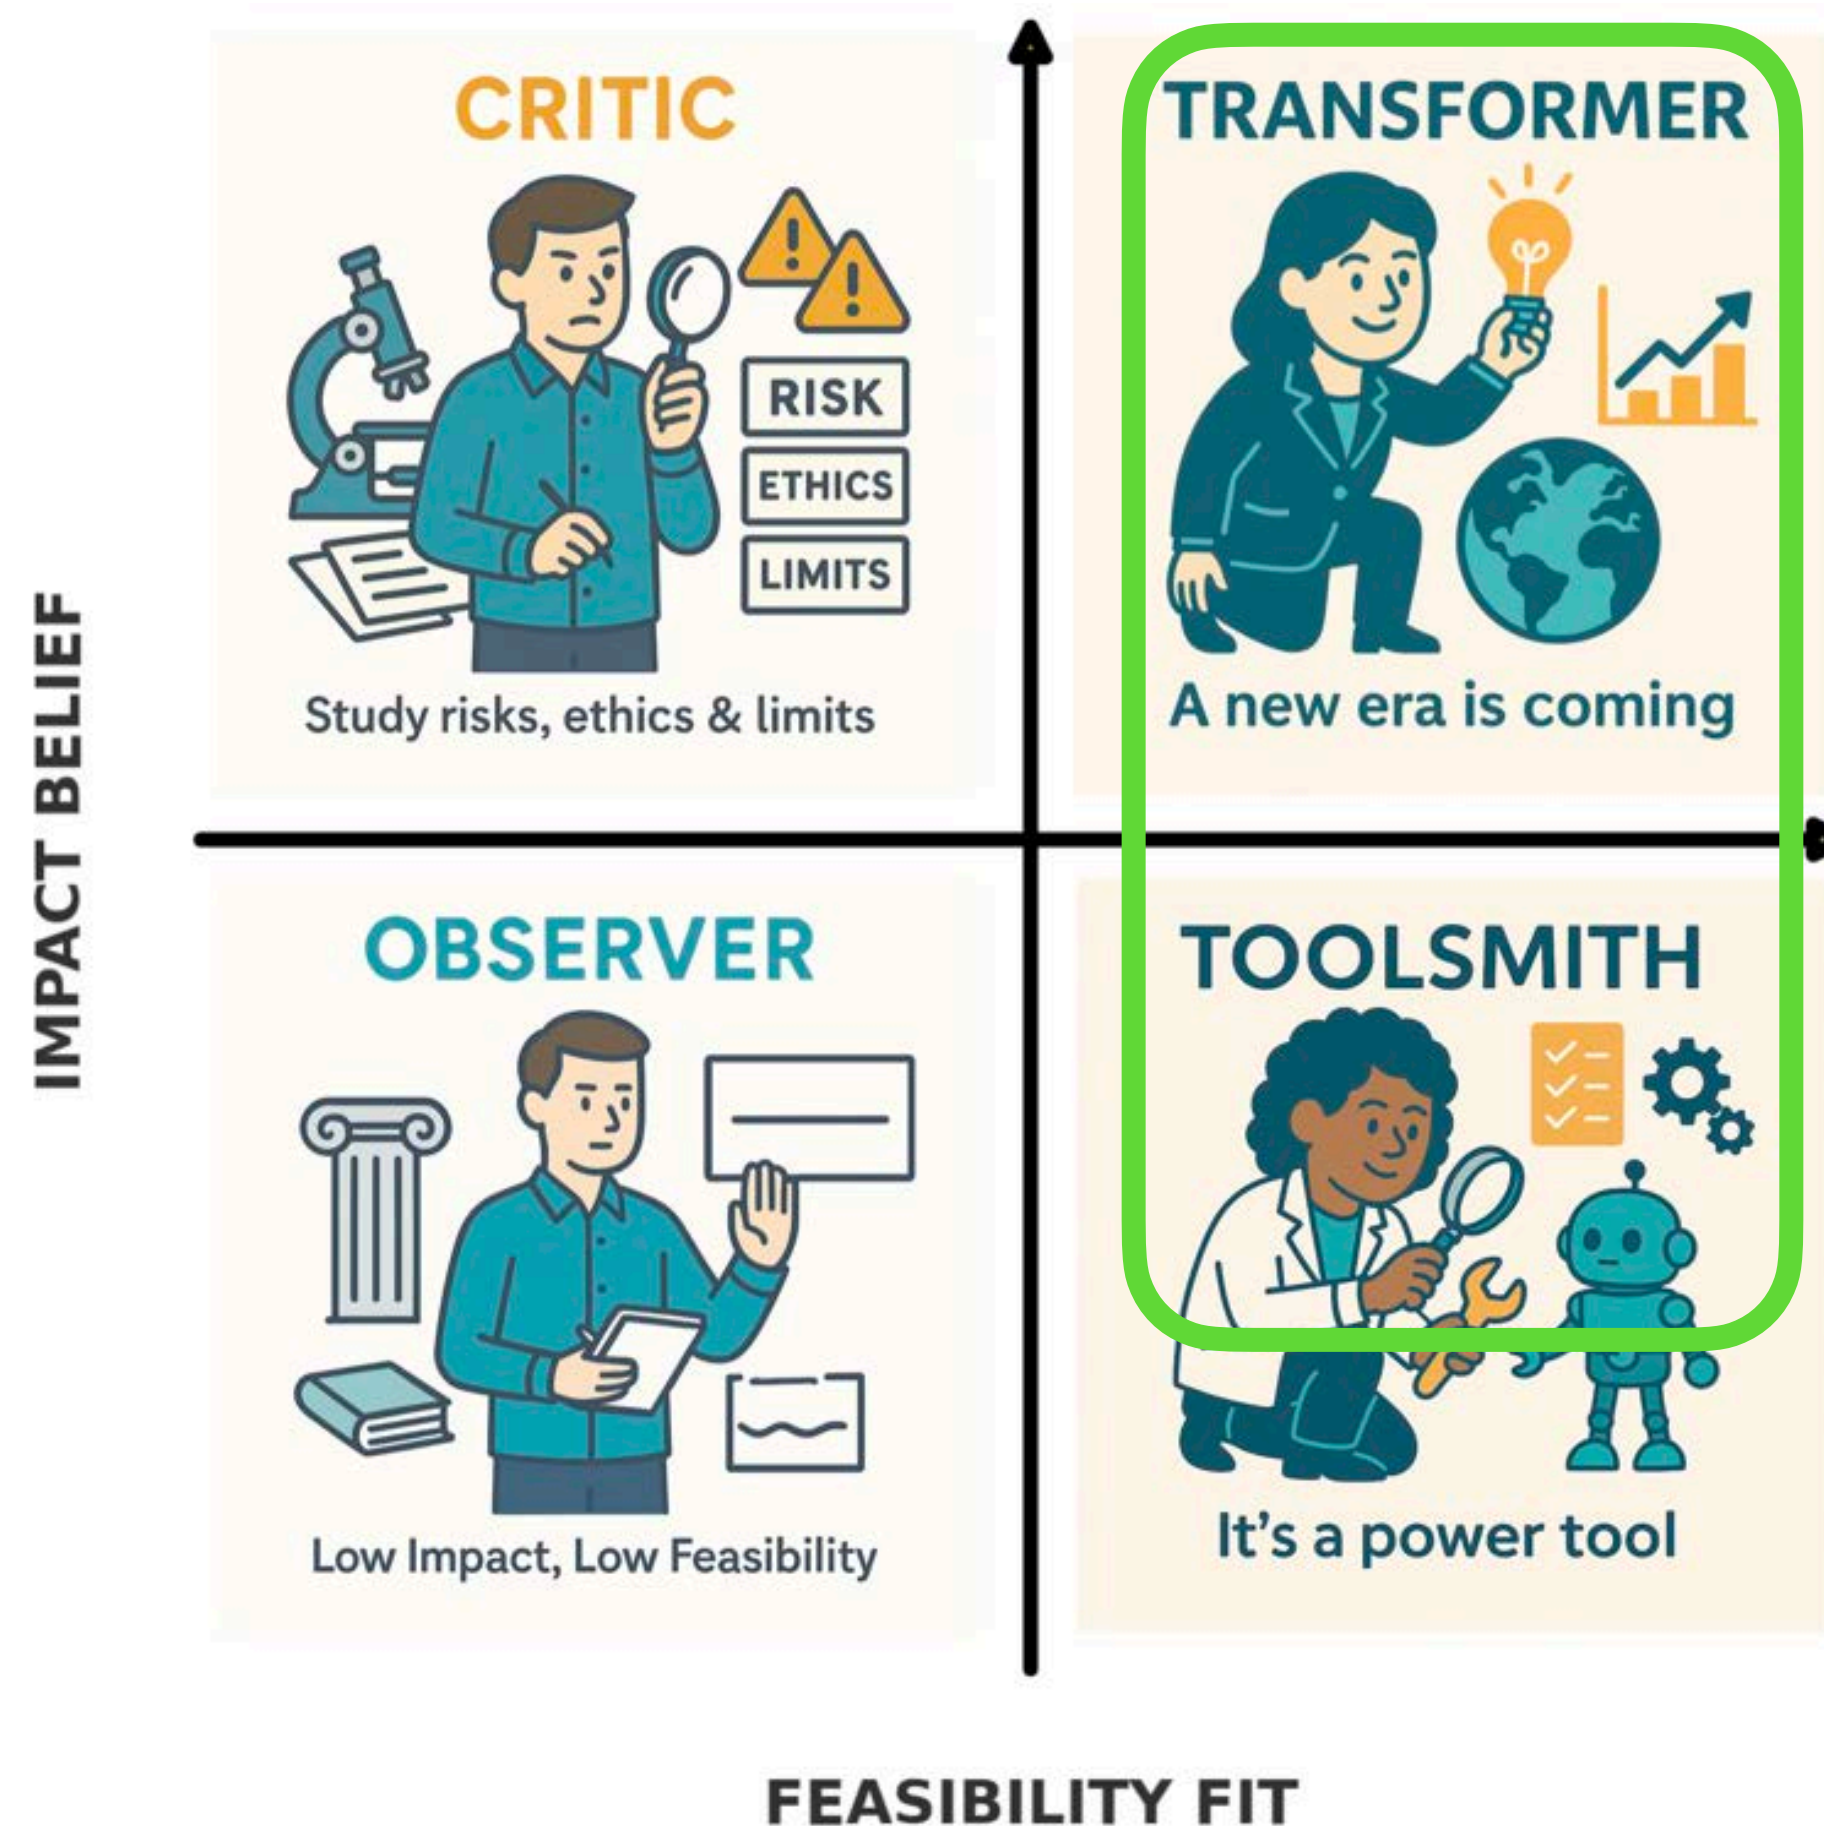 CRITIC
RISK
ETHICS
LIMITS
Study risks, ethics & limits
TRANSFORMER
A new era is coming
IMPACT BELIEF
OBSERVER
Low Impact, Low Feasibility
TOOLSMITH
It's a power tool
FEASIBILITY FIT